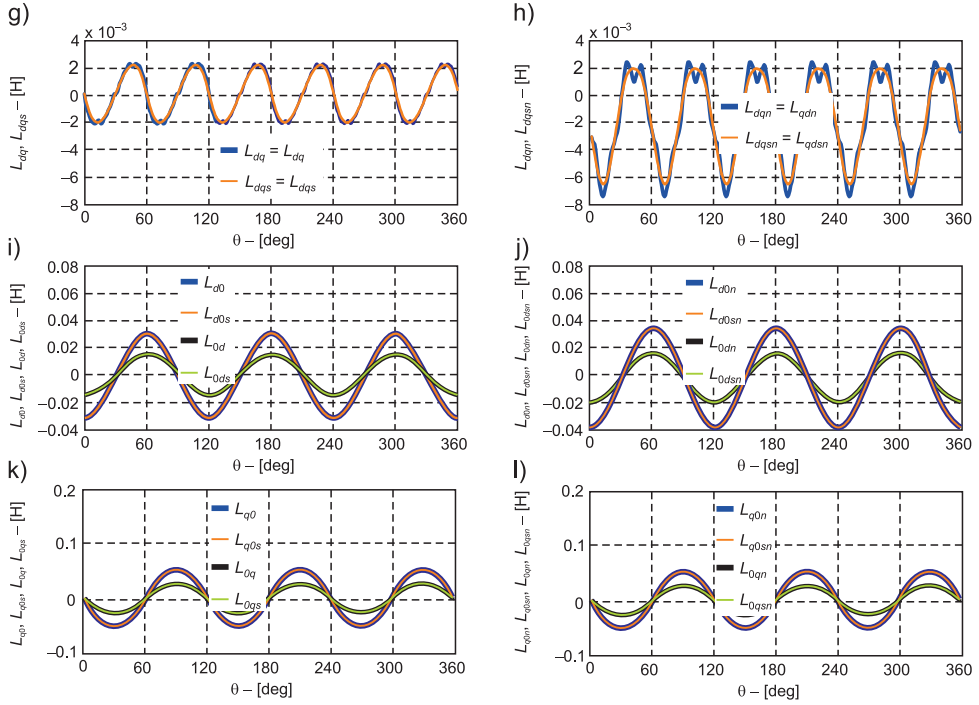 g)
x 10⁻³
4
2
0
−2
−4
−6
−8
L_dq, L_dqs – [H]
L_dq = L_dq
L_dqs = L_dqs
0 60 120 180 240 300 360
θ – [deg]
h)
x 10⁻³
4
2
0
−2
−4
−6
−8
L_dqn, L_dqsn – [H]
L_dqn = L_qdn
L_dqsn = L_qdsn
0 60 120 180 240 300 360
θ – [deg]
i)
0.08
0.06
0.04
0.02
0
−0.02
−0.04
L_d0, L_d0s, L_0d, L_0ds – [H]
L_d0
L_d0s
L_0d
L_0ds
0 60 120 180 240 300 360
θ – [deg]
j)
0.08
0.06
0.04
0.02
0
−0.02
−0.04
L_d0n, L_d0sn, L_0dn, L_0dsn – [H]
L_d0n
L_d0sn
L_0dn
L_0dsn
0 60 120 180 240 300 360
θ – [deg]
k)
0.2
0.1
0
−0.1
L_q0, L_q0s, L_0q, L_0qs – [H]
L_q0
L_q0s
L_0q
L_0qs
0 60 120 180 240 300 360
θ – [deg]
l)
0.2
0.1
0
−0.1
L_q0n, L_q0sn, L_0qn, L_0qsn – [H]
L_q0n
L_q0sn
L_0qn
L_0qsn
0 60 120 180 240 300 360
θ – [deg]